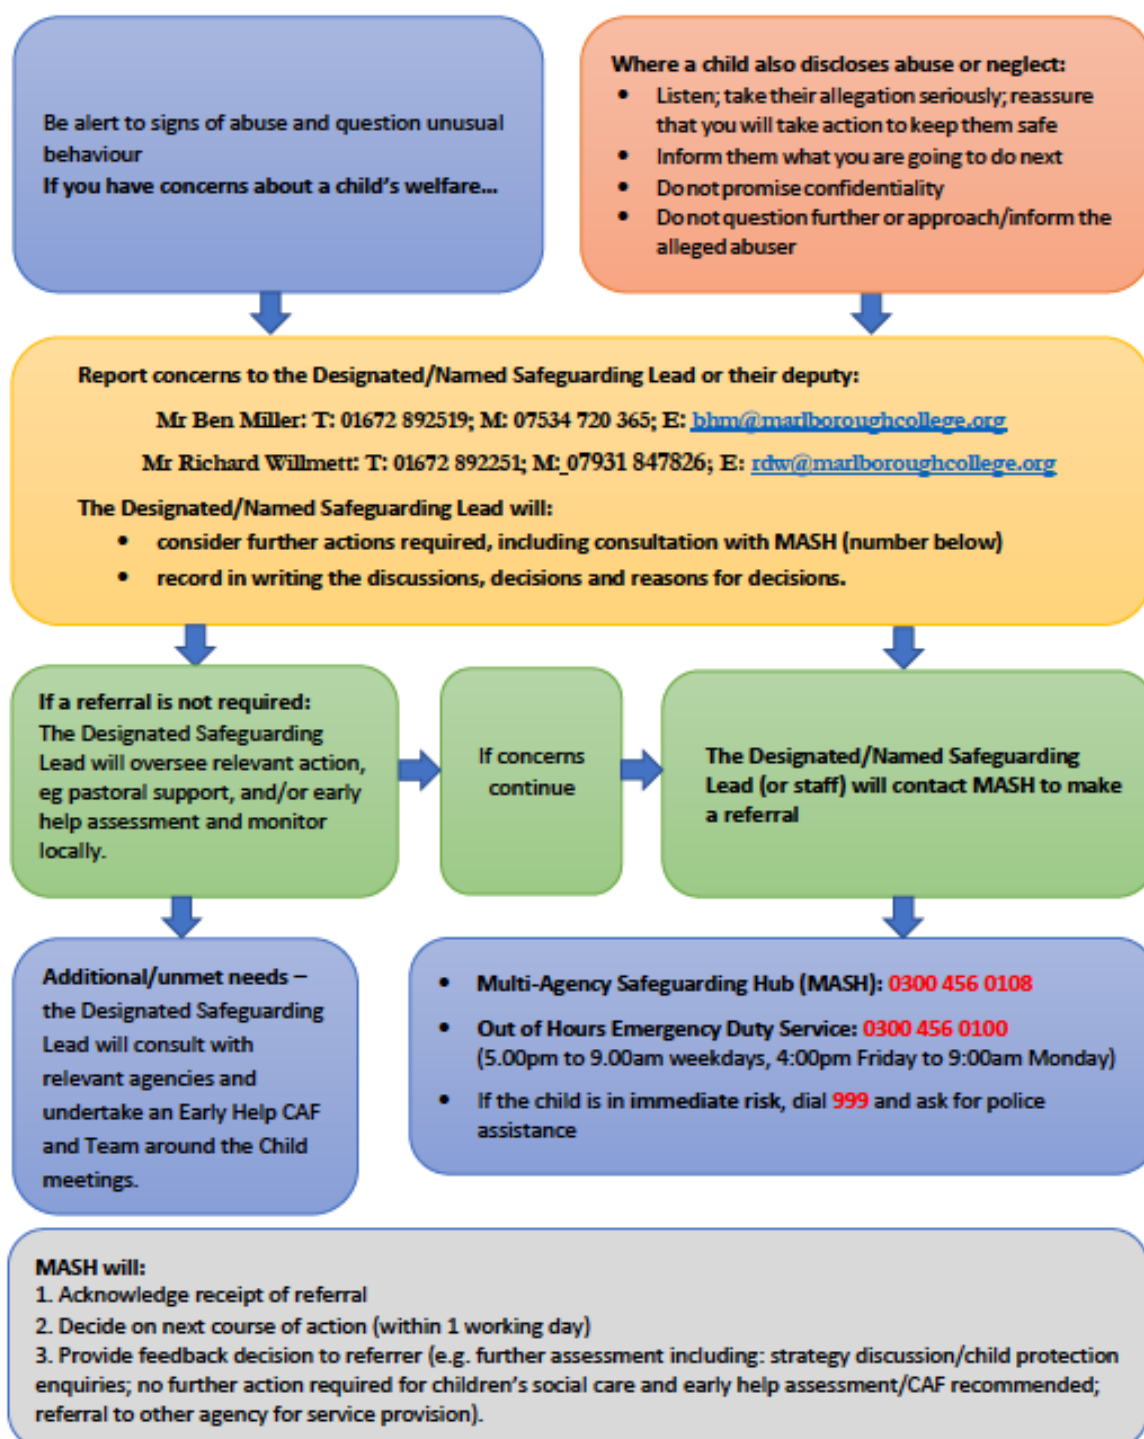 Be alert to signs of abuse and question unusual
behaviour
If you have concerns about a child's welfare...
Where a child also discloses abuse or neglect:
• Listen; take their allegation seriously; reassure
that you will take action to keep them safe
• Inform them what you are going to do next
• Do not promise confidentiality
• Do not question further or approach/inform the
alleged abuser
Report concerns to the Designated/Named Safeguarding Lead or their deputy:
Mr Ben Miller: T: 01672 892519; M: 07534 720 365; E: bhm@marlboroughcollege.org
Mr Richard Willmett: T: 01672 892251; M: 07931 847826; E: rdw@marlboroughcollege.org
The Designated/Named Safeguarding Lead will:
• consider further actions required, including consultation with MASH (number below)
• record in writing the discussions, decisions and reasons for decisions.
If a referral is not required:
The Designated Safeguarding
Lead will oversee relevant action,
eg pastoral support, and/or early
help assessment and monitor
locally.
If concerns
continue
The Designated/Named Safeguarding
Lead (or staff) will contact MASH to make
a referral
Additional/unmet needs –
the Designated Safeguarding
Lead will consult with
relevant agencies and
undertake an Early Help CAF
and Team around the Child
meetings.
• Multi-Agency Safeguarding Hub (MASH): 0300 456 0108
• Out of Hours Emergency Duty Service: 0300 456 0100
(5.00pm to 9.00am weekdays, 4:00pm Friday to 9:00am Monday)
• If the child is in immediate risk, dial 999 and ask for police
assistance
MASH will:
1. Acknowledge receipt of referral
2. Decide on next course of action (within 1 working day)
3. Provide feedback decision to referrer (e.g. further assessment including: strategy discussion/child protection
enquiries; no further action required for children's social care and early help assessment/CAF recommended;
referral to other agency for service provision).